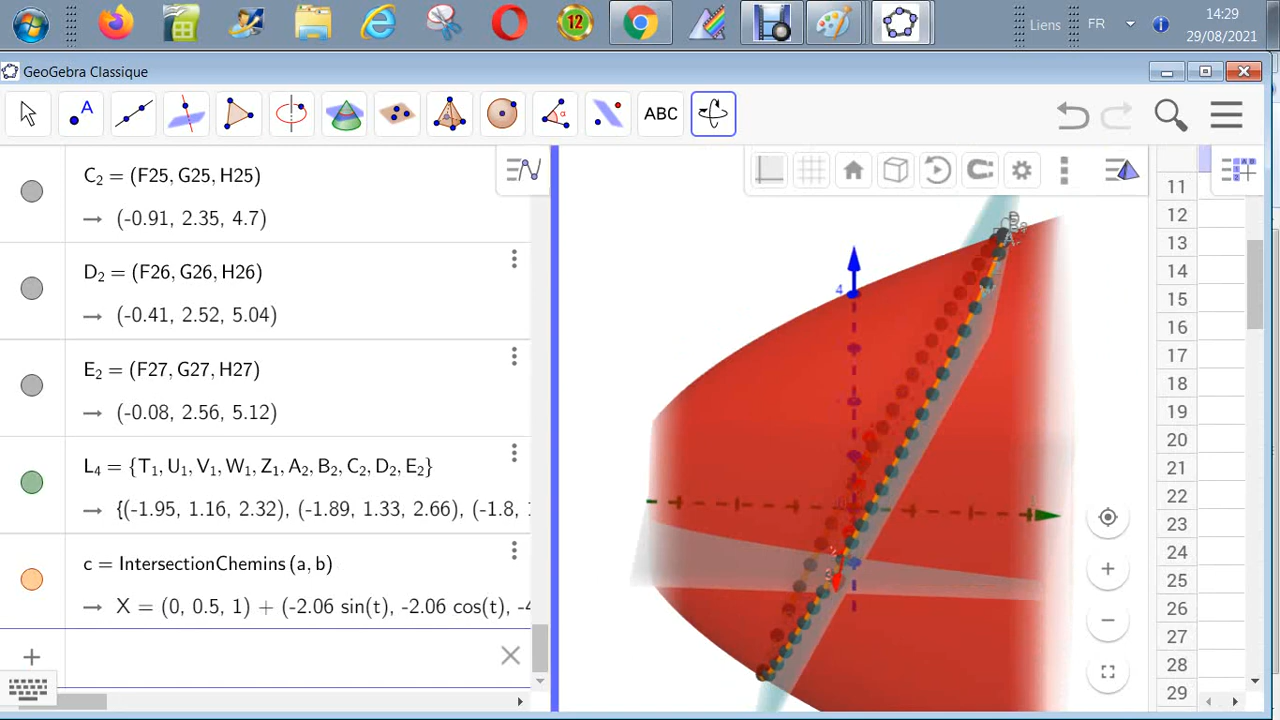 12
Liens
FR
14:29
29/08/2021
GeoGebra Classique
A
ABC
C₂ = (F25, G25, H25)
→ (-0.91, 2.35, 4.7)
D₂ = (F26, G26, H26)
→ (-0.41, 2.52, 5.04)
E₂ = (F27, G27, H27)
→ (-0.08, 2.56, 5.12)
L₄ = {T₁, U₁, V₁, W₁, Z₁, A₂, B₂, C₂, D₂, E₂}
→ {(-1.95, 1.16, 2.32), (-1.89, 1.33, 2.66), (-1.8, 1
c = IntersectionChemins (a, b)
→ X = (0, 0.5, 1) + (-2.06 sin(t), -2.06 cos(t), -4
4
11
12
13
14
15
16
17
18
19
20
21
22
23
24
25
26
27
28
29